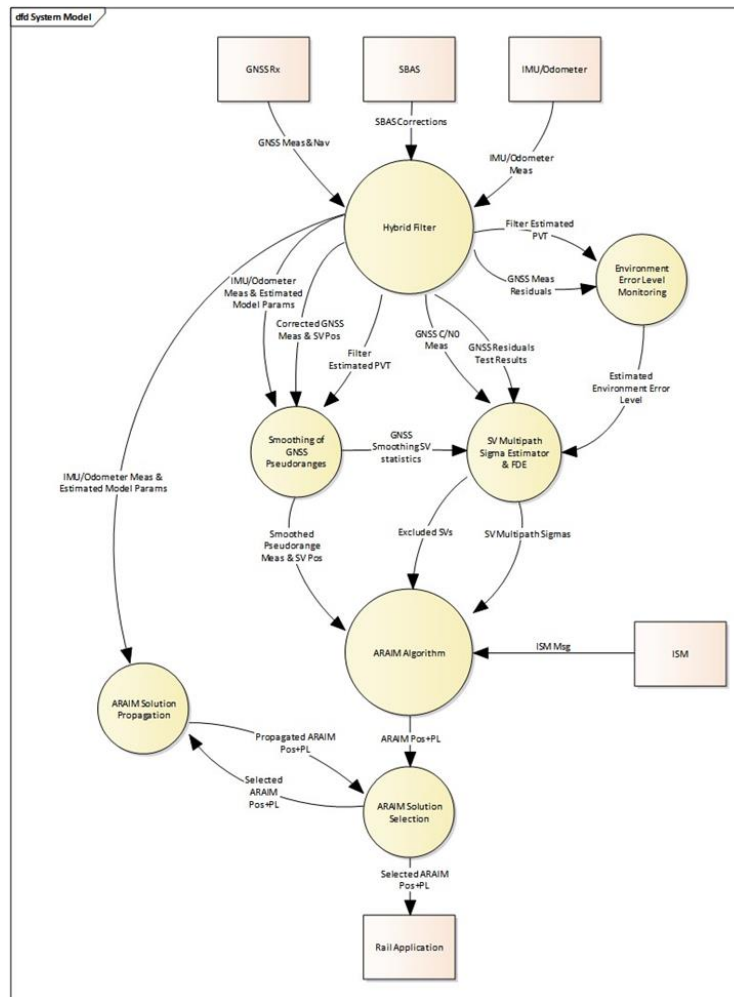 dfd System Model
GNSS Rx
SBAS
IMU/Odometer
GNSS Meas & Nav
SBAS Corrections
IMU/Odometer
Meas
Hybrid Filter
Filter Estimated
PVT
GNSS Meas
Residuals
Environment
Error Level
Monitoring
IMU/Odometer
Meas & Estimated
Model Params
Corrected GNSS
Meas & SV Pos
Filter
Estimated PVT
GNSS C/N0
Meas
GNSS Residuals
Test Results
Estimated
Environment Error
Level
Smoothing of
GNSS
Pseudoranges
GNSS
Smoothing SV
statistics
SV Multipath
Sigma Estimator
& FDE
IMU/Odometer Meas &
Estimated Model Params
Smoothed
Pseudorange
Meas & SV Pos
Excluded SVs
SV Multipath Sigmas
ARAIM Algorithm
ISM Msg
ISM
ARAIM Solution
Propagation
Propagated ARAIM
Pos+PL
ARAIM Pos+PL
Selected
ARAIM
Pos+PL
ARAIM Solution
Selection
Selected ARAIM
Pos+PL
Rail Application